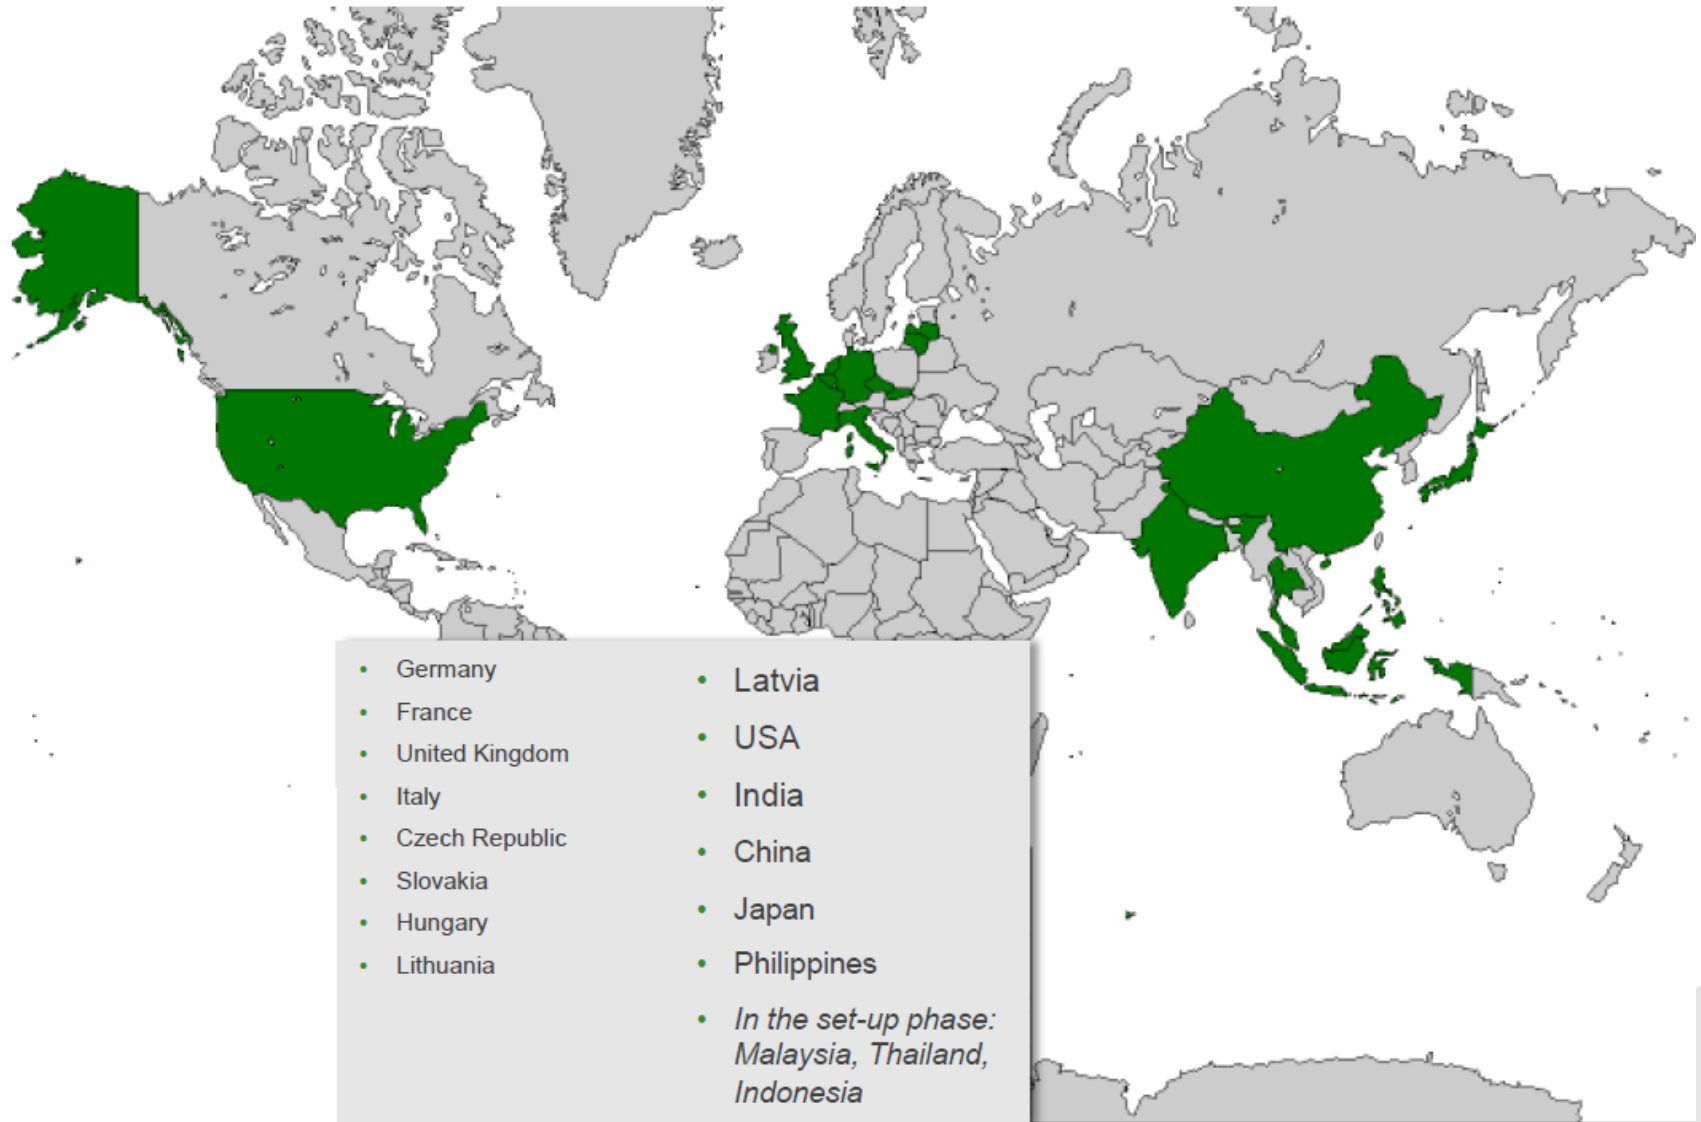 Germany
France
United Kingdom
Italy
Czech Republic
Slovakia
Hungary
Lithuania
Latvia
USA
India
China
Japan
Philippines
In the set-up phase:
Malaysia, Thailand,
Indonesia